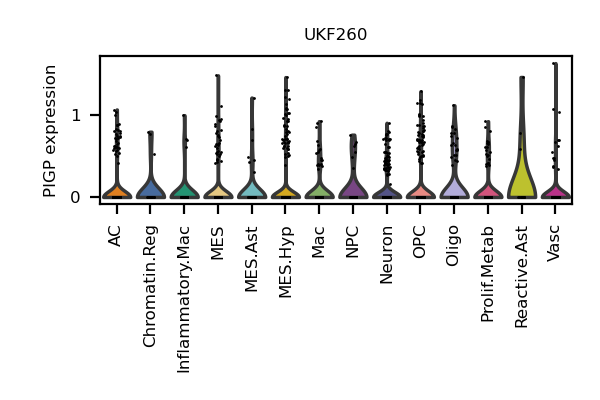 UKF260
PIGP expression
1
0
AC
Chromatin.Reg
Inflammatory.Mac
MES
MES.Ast
MES.Hyp
Mac
NPC
Neuron
OPC
Oligo
Prolif.Metab
Reactive.Ast
Vasc